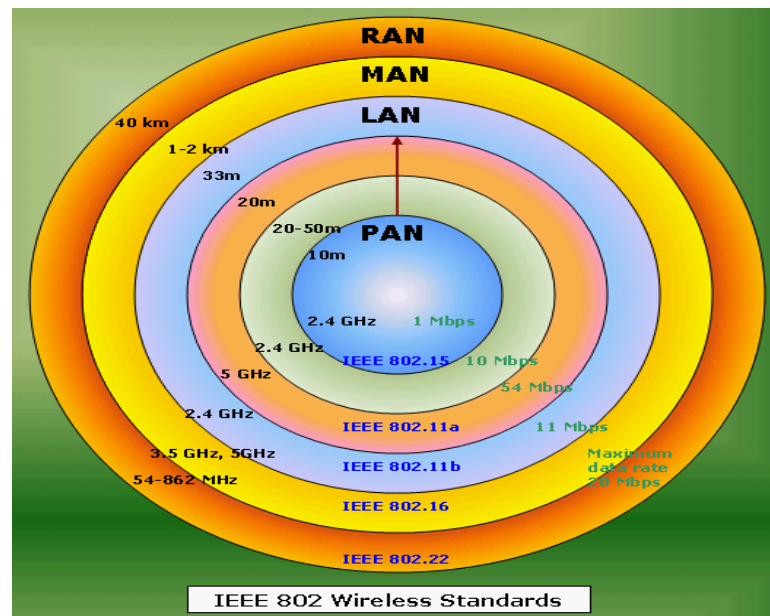 RAN
MAN
LAN
40 km
1-2 km
33m
20m
20-50m
PAN
10m
2.4 GHz
1 Mbps
2.4 GHz
IEEE 802.15
10 Mbps
5 GHz
54 Mbps
2.4 GHz
IEEE 802.11a
11 Mbps
3.5 GHz, 5GHz
Maximum
data rate
20 Mbps
IEEE 802.11b
54-862 MHz
IEEE 802.16
IEEE 802.22
IEEE 802 Wireless Standards